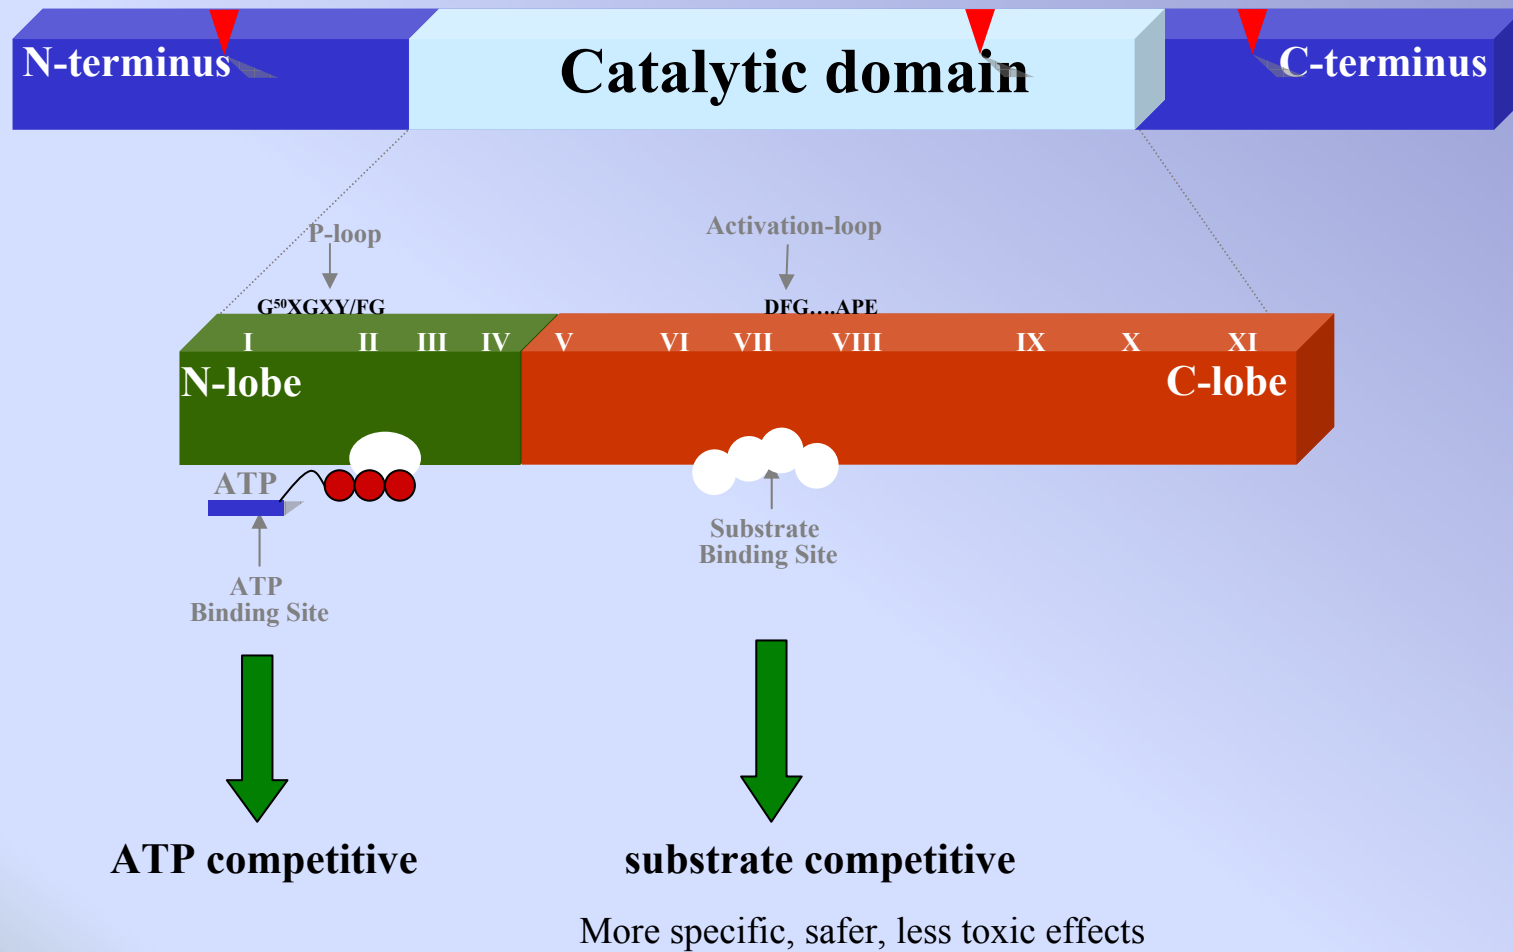 N-terminus
Catalytic domain
C-terminus
P-loop
Activation-loop
G⁵⁰XGXY/FG
DFG....APE
I II III IV V VI VII VIII IX X XI
N-lobe
C-lobe
ATP
ATP
Binding Site
Substrate
Binding Site
ATP competitive
substrate competitive
More specific, safer, less toxic effects